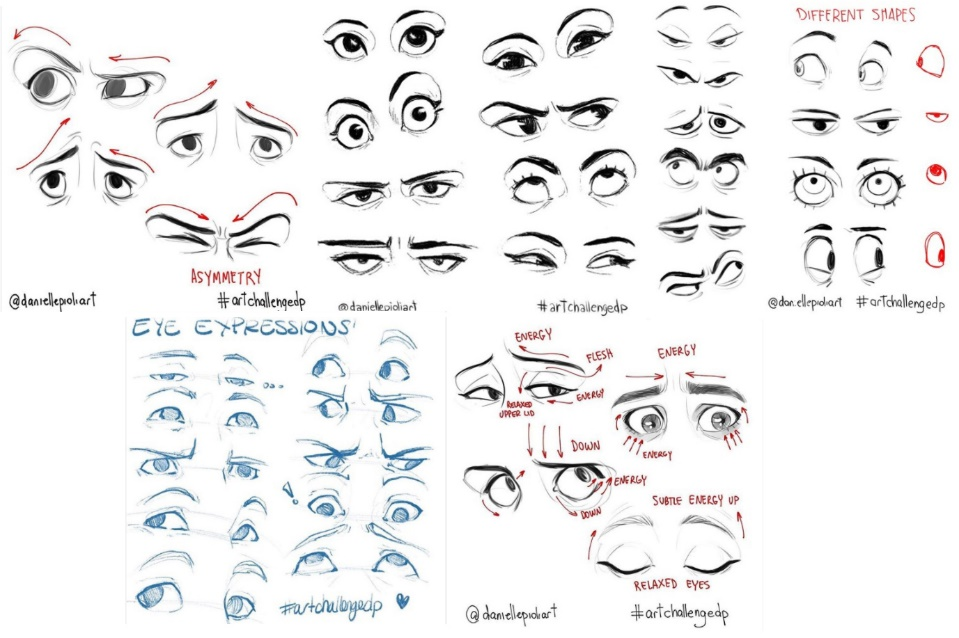 ASYMMETRY
@daniellepioliart
#artchallengedp
@daniellepioliart
#artchallengedp
DIFFERENT SHAPES
@daniellepioliart
#artchallengedp
EYE EXPRESSIONS
!
#artchallengedp
ENERGY
FLESH
RELAXED
UPPER LID
ENERGY
DOWN
ENERGY
DOWN
ENERGY
ENERGY
SUBTLE ENERGY UP
RELAXED EYES
@daniellepioliart
#artchallengedp